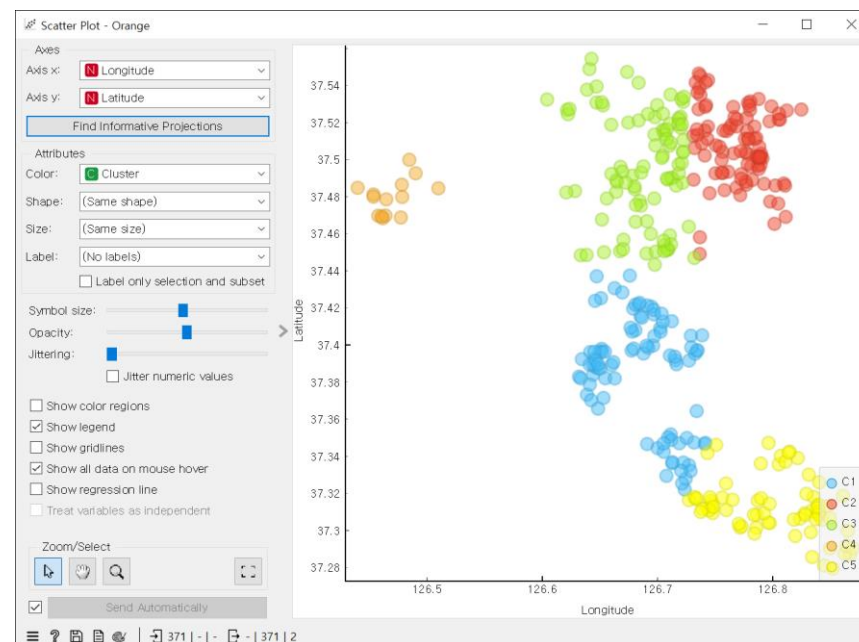 Scatter Plot - Orange
Axes
Axis x: N Longitude
Axis y: N Latitude
Find Informative Projections
Attributes
Color: C Cluster
Shape: (Same shape)
Size: (Same size)
Label: (No labels)
Label only selection and subset
Symbol size:
Opacity:
Jittering:
Jitter numeric values
Show color regions
Show legend
Show gridlines
Show all data on mouse hover
Show regression line
Treat variables as independent
Zoom/Select
Send Automatically
? 371 | - | - - | 371 | 2
37.54
37.52
37.5
37.48
37.46
37.44
37.42
37.4
37.38
37.36
37.34
37.32
37.3
37.28
Latitude
126.5
126.6
126.7
126.8
Longitude
C1
C2
C3
C4
C5